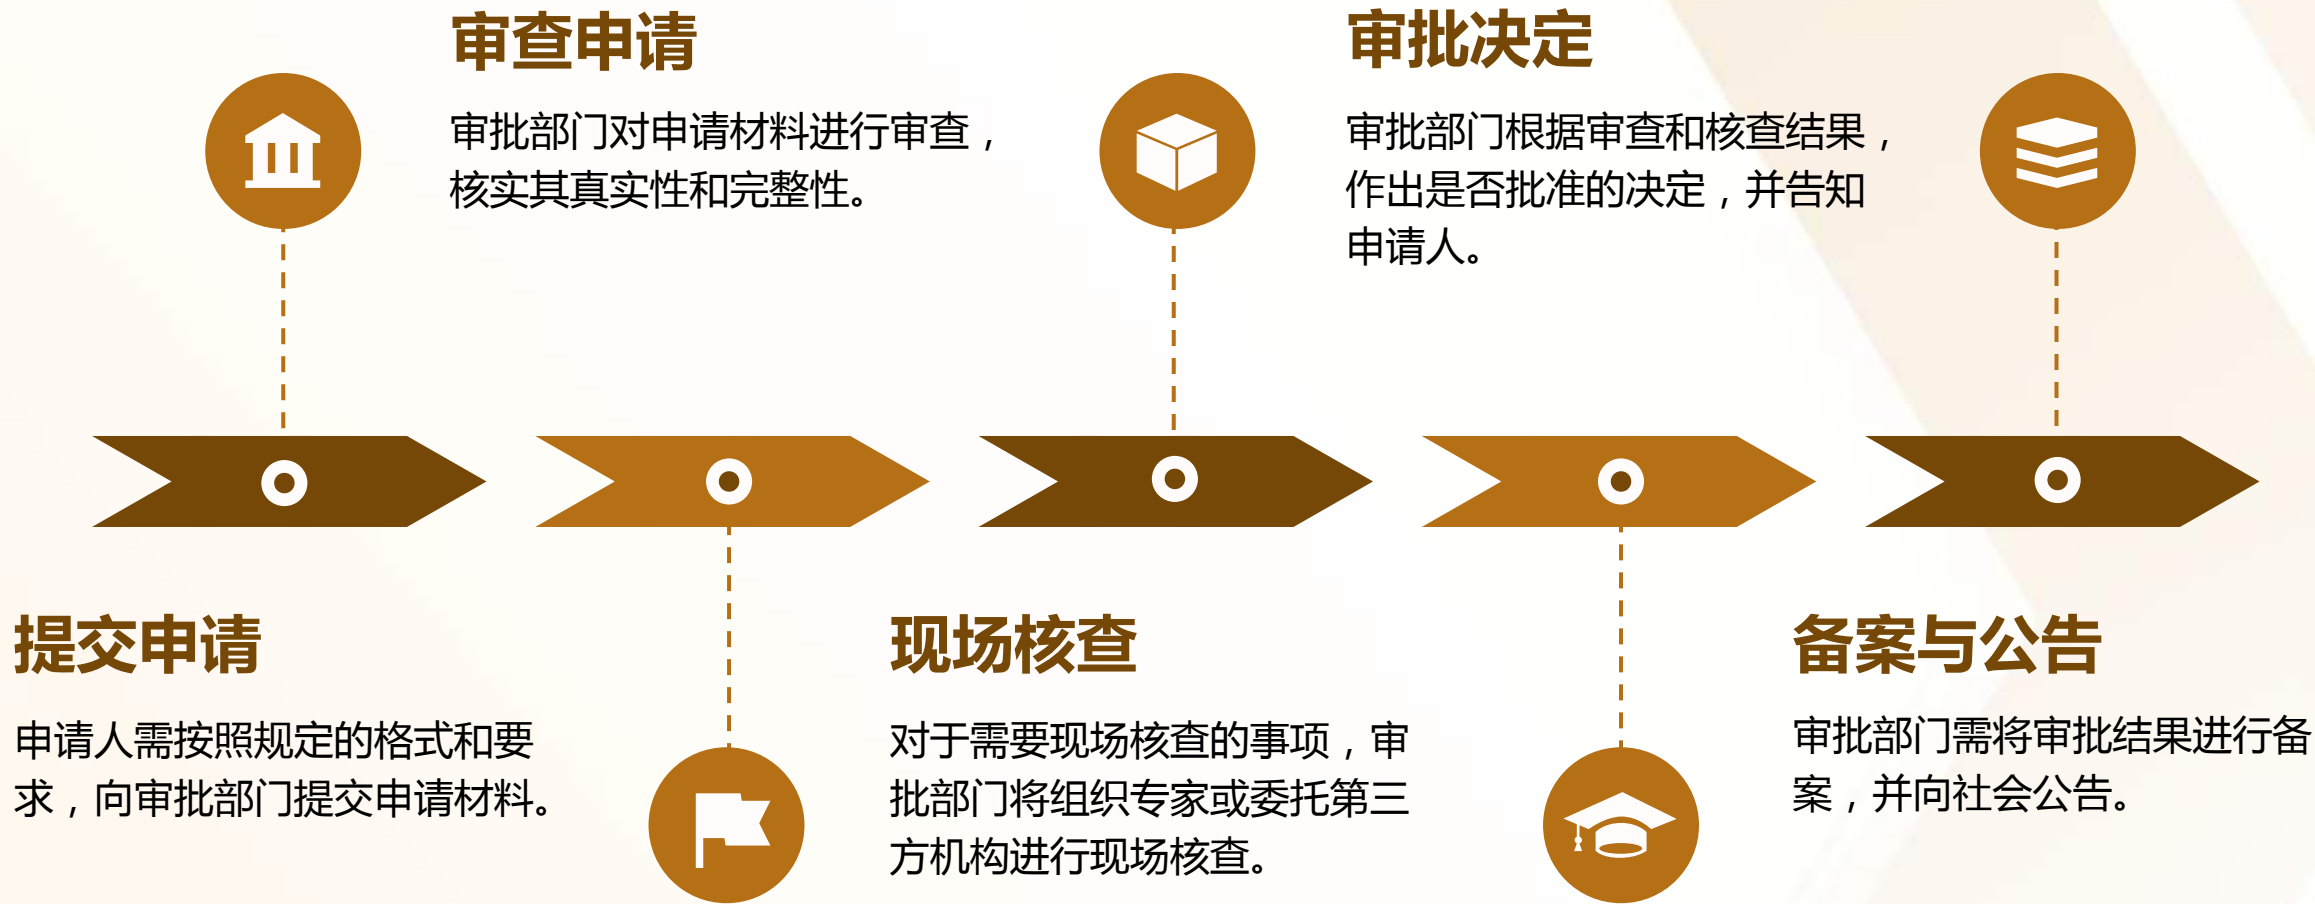 审查申请
审批部门对申请材料进行审查，
核实其真实性和完整性。
审批决定
审批部门根据审查和核查结果，
作出是否批准的决定，并告知
申请人。
提交申请
申请人需按照规定的格式和要
求，向审批部门提交申请材料。
现场核查
对于需要现场核查的事项，审
批部门将组织专家或委托第三
方机构进行现场核查。
备案与公告
审批部门需将审批结果进行备
案，并向社会公告。